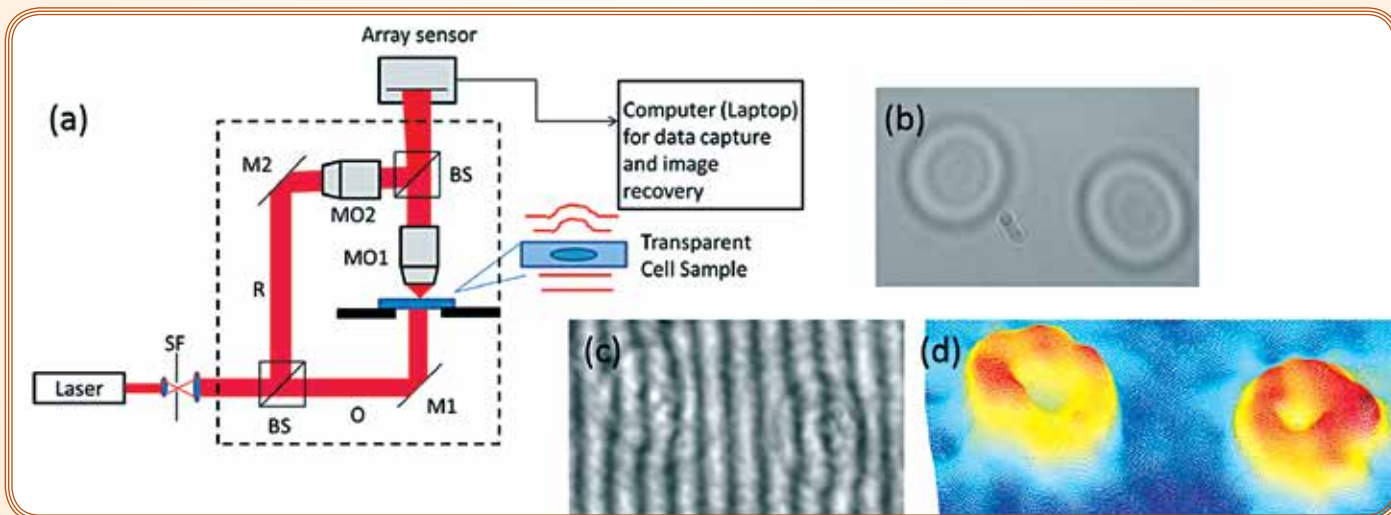 Array sensor
(a)
Computer (Laptop)
for data capture
and image
recovery
(b)
M2
BS
MO2
MO1
Transparent
Cell Sample
R
(c)
(d)
SF
Laser
M1
BS
O